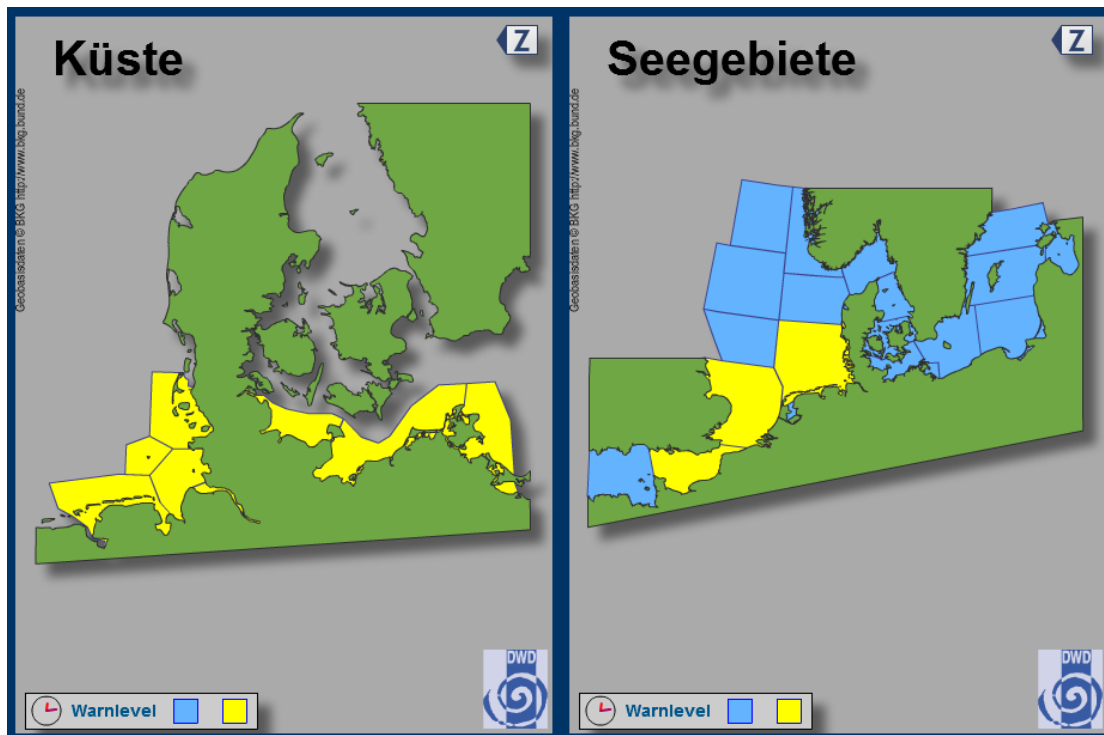 Küste
Z
Geobasisdaten © BKG http://www.bkg.bund.de
DWD
Warnlevel
Seegebiete
Z
Geobasisdaten © BKG http://www.bkg.bund.de
DWD
Warnlevel